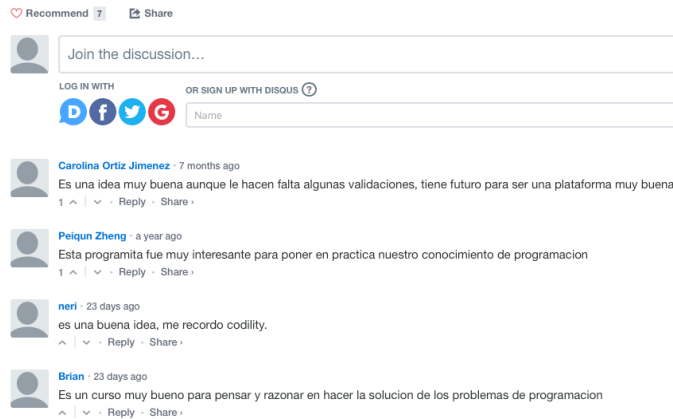 Recommend 7 Share
Join the discussion...
LOG IN WITH
OR SIGN UP WITH DISQUS ?
D f G
Name
Carolina Ortiz Jimenez · 7 months ago
Es una idea muy buena aunque le hacen falta algunas validaciones, tiene futuro para ser una plataforma muy buena
1 · Reply · Share ›
Peiqun Zheng · a year ago
Esta programita fue muy interesante para poner en practica nuestro conocimiento de programacion
1 · Reply · Share ›
neri · 23 days ago
es una buena idea, me recordo codility.
· Reply · Share ›
Brian · 23 days ago
Es un curso muy bueno para pensar y razonar en hacer la solucion de los problemas de programacion
· Reply · Share ›